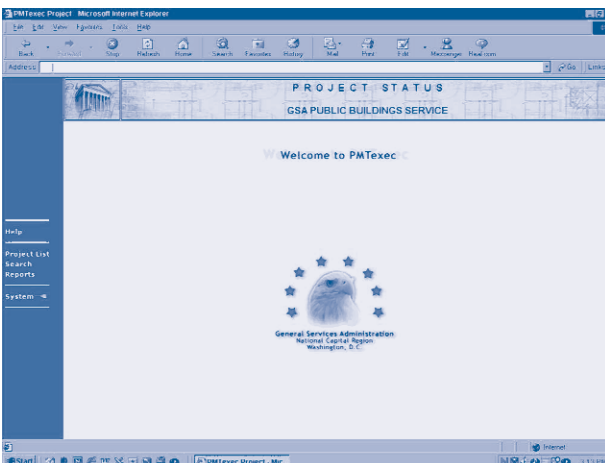 PMTexec Project Microsoft Internet Explorer
File Edit View Favorites Tools Help
Back Forward Stop Refresh Home Search Favorites History Mail Print Edit Messenger Realcom
Address Go Links
PROJECT STATUS
GSA PUBLIC BUILDINGS SERVICE
Welcome to PMTexec
Help
Project List
Search
Reports
System
General Services Administration
National Capital Region
Washington, D.C.
Internet
Start PMTexec Project - Mic...